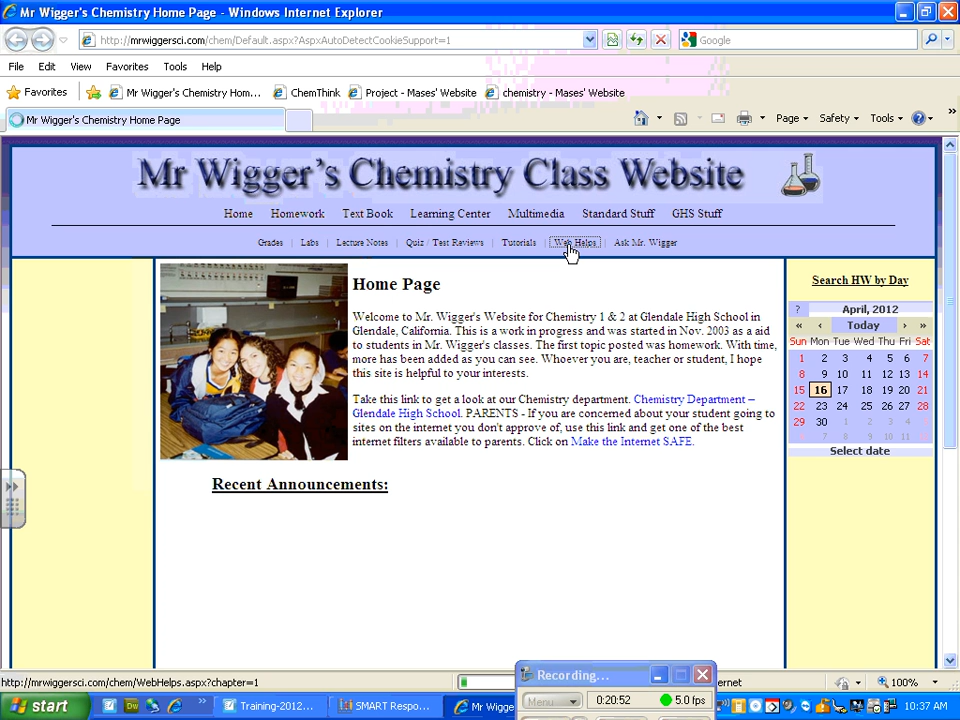 Mr Wigger's Chemistry Home Page - Windows Internet Explorer
http://mrwiggersci.com/chem/Default.aspx?AspxAutoDetectCookieSupport=1
Google
File Edit View Favorites Tools Help
Favorites Mr Wigger's Chemistry Hom... ChemThink Project - Mases' Website chemistry - Mases' Website
Mr Wigger's Chemistry Home Page
Page Safety Tools
Mr Wigger's Chemistry Class Website
Home Homework Text Book Learning Center Multimedia Standard Stuff GHS Stuff
Grades | Labs | Lecture Notes | Quiz / Test Reviews | Tutorials | Web Helps | Ask Mr. Wigger
Home Page
Welcome to Mr. Wigger's Website for Chemistry 1 & 2 at Glendale High School in
Glendale, California. This is a work in progress and was started in Nov. 2003 as a aid
to students in Mr. Wigger's classes. The first topic posted was homework. With time,
more has been added as you can see. Whoever you are, teacher or student, I hope
this site is helpful to your interests.
Take this link to get a look at our Chemistry department. Chemistry Department –
Glendale High School. PARENTS - If you are concerned about your student going to
sites on the internet you don't approve of, use this link and get one of the best
internet filters available to parents. Click on Make the Internet SAFE.
Recent Announcements:
Search HW by Day
? April, 2012
« ‹ Today › »
Sun Mon Tue Wed Thu Fri Sat
1 2 3 4 5 6 7
8 9 10 11 12 13 14
15 16 17 18 19 20 21
22 23 24 25 26 27 28
29 30 1 2 3 4 5
6 7 8 9 10 11 12
Select date
http://mrwiggersci.com/chem/WebHelps.aspx?chapter=1
ernet
100%
Recording...
Menu 0:20:52 5.0 fps
start
Training-2012...
SMART Respo...
Mr Wigge
10:37 AM